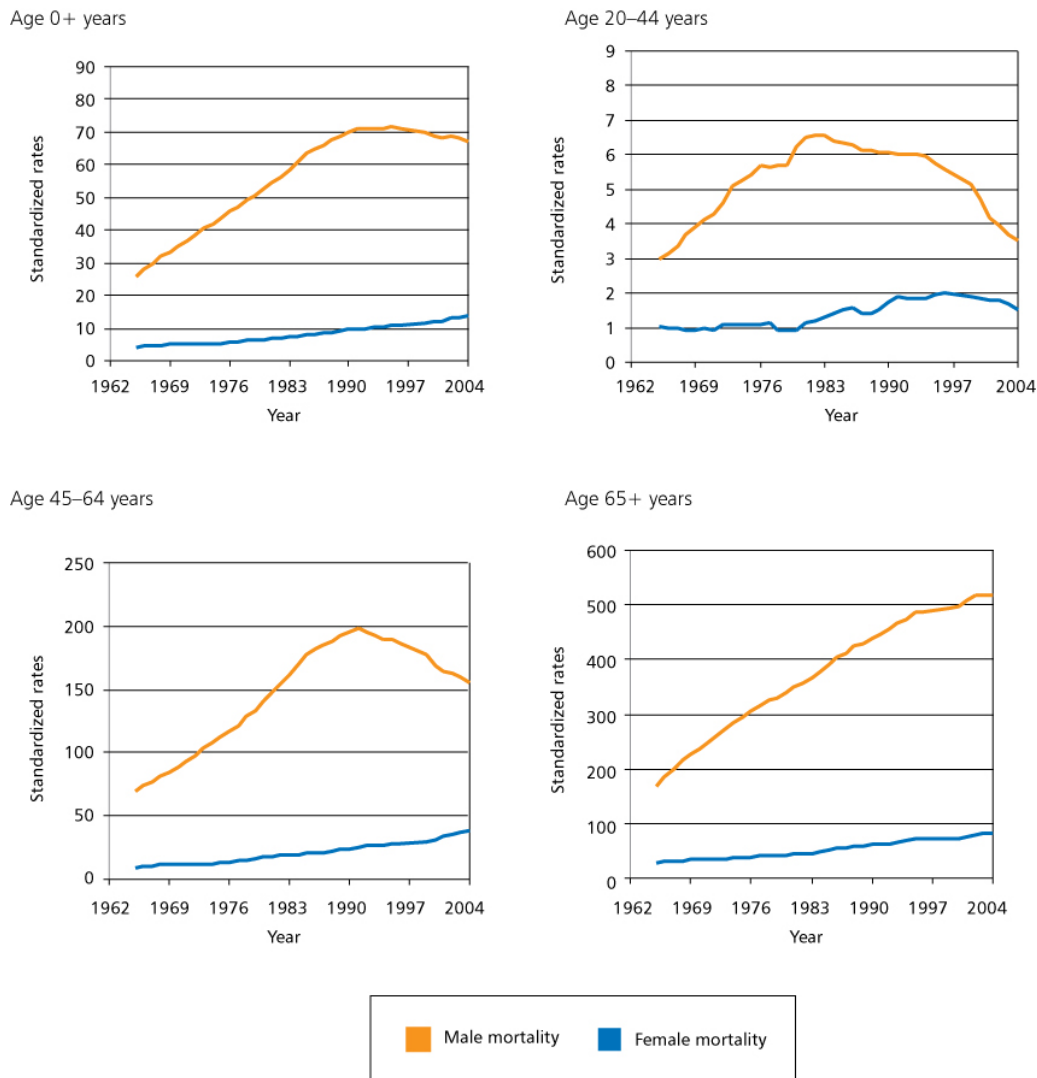 Age 0+ years
90
80
70
60
50
40
30
20
10
0
Standardized rates
1962 1969 1976 1983 1990 1997 2004
Year
Age 20–44 years
9
8
7
6
5
4
3
2
1
0
Standardized rates
1962 1969 1976 1983 1990 1997 2004
Year
Age 45–64 years
250
200
150
100
50
0
Standardized rates
1962 1969 1976 1983 1990 1997 2004
Year
Age 65+ years
600
500
400
300
200
100
0
Standardized rates
1962 1969 1976 1983 1990 1997 2004
Year
Male mortality
Female mortality